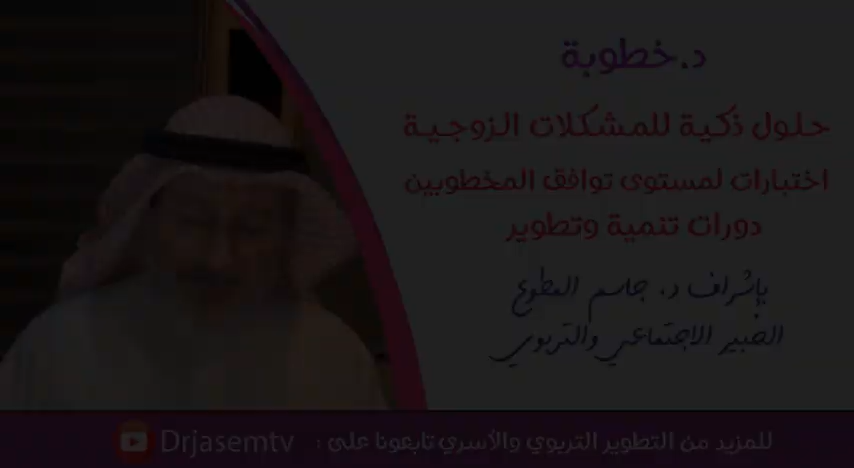 د. خطوبة
حلول ذكية للمشكلات الزوجية
اختبارات لمستوى توافق المخطوبين
دورات تنمية وتطوير
بإشراف د. جاسم المطوع
الخبير الاجتماعي والتربوي
للمزيد من التطوير التربوي والأسري تابعونا على : Drjasemtv